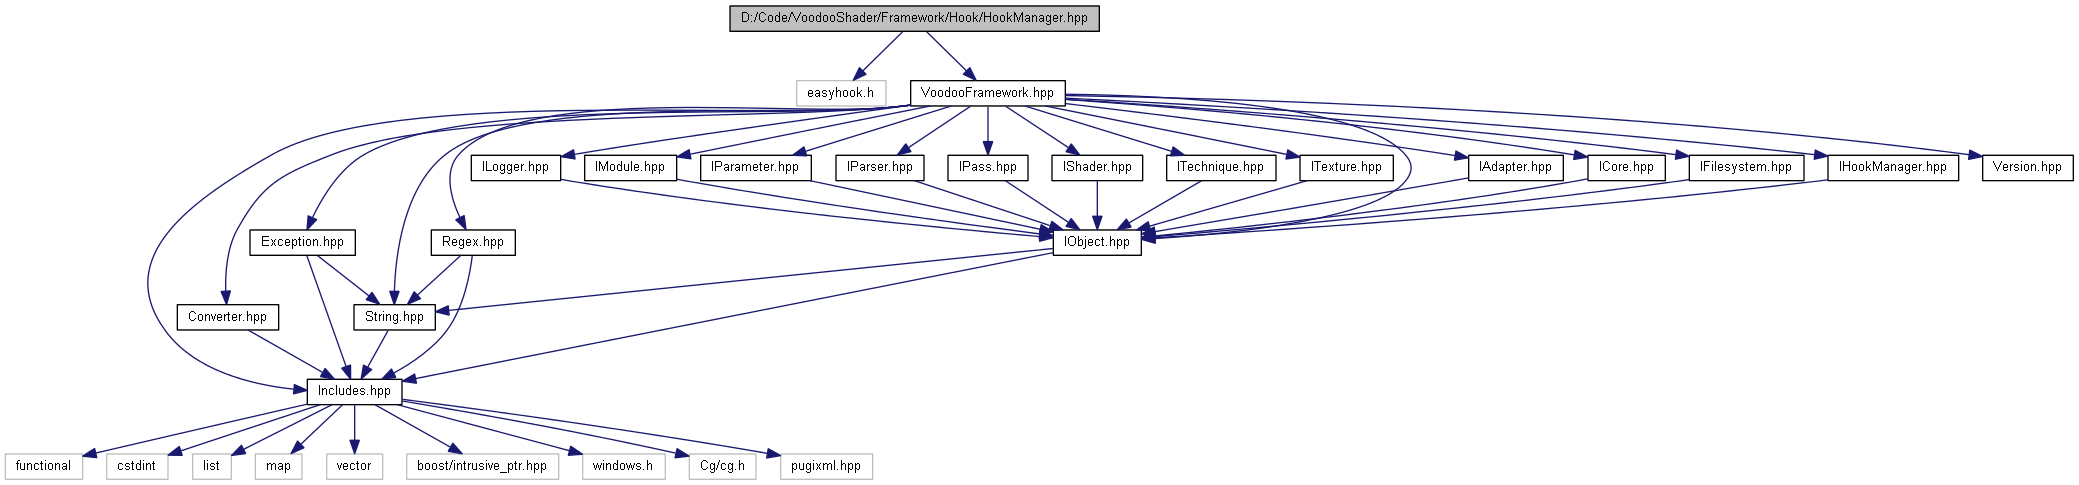 D:/Code/VoodooShader/Framework/Hook/HookManager.hpp
easyhook.h
VoodooFramework.hpp
ILogger.hpp
IModule.hpp
IParameter.hpp
IParser.hpp
IPass.hpp
IShader.hpp
ITechnique.hpp
ITexture.hpp
IAdapter.hpp
ICore.hpp
IFilesystem.hpp
IHookManager.hpp
Version.hpp
Exception.hpp
Regex.hpp
IObject.hpp
Converter.hpp
String.hpp
Includes.hpp
functional
cstdint
list
map
vector
boost/intrusive_ptr.hpp
windows.h
Cg/cg.h
pugixml.hpp